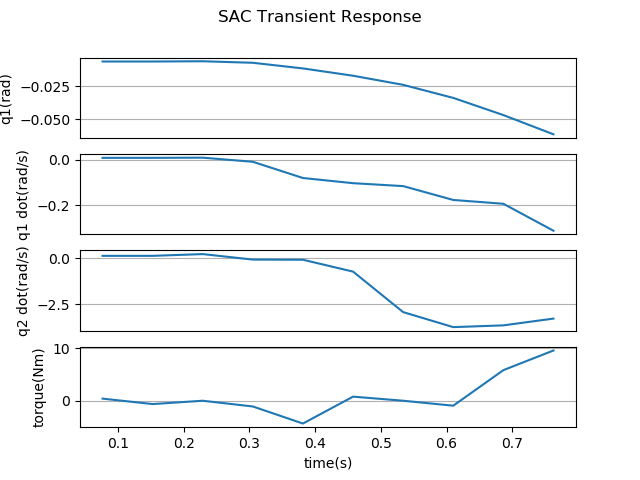 SAC Transient Response
q1(rad)
−0.025
−0.050
q1 dot(rad/s)
0.0
−0.2
q2 dot(rad/s)
0.0
−2.5
torque(Nm)
10
0
0.1 0.2 0.3 0.4 0.5 0.6 0.7
time(s)